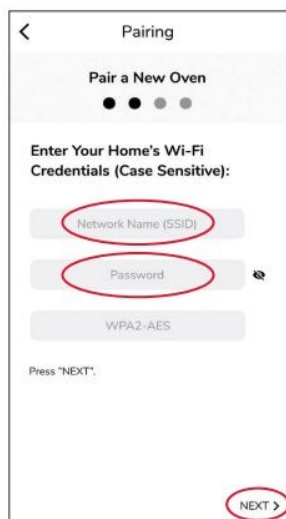 Pairing
Pair a New Oven
Enter Your Home's Wi-Fi
Credentials (Case Sensitive):
Network Name (SSID)
Password
WPA2-AES
Press "NEXT".
NEXT >